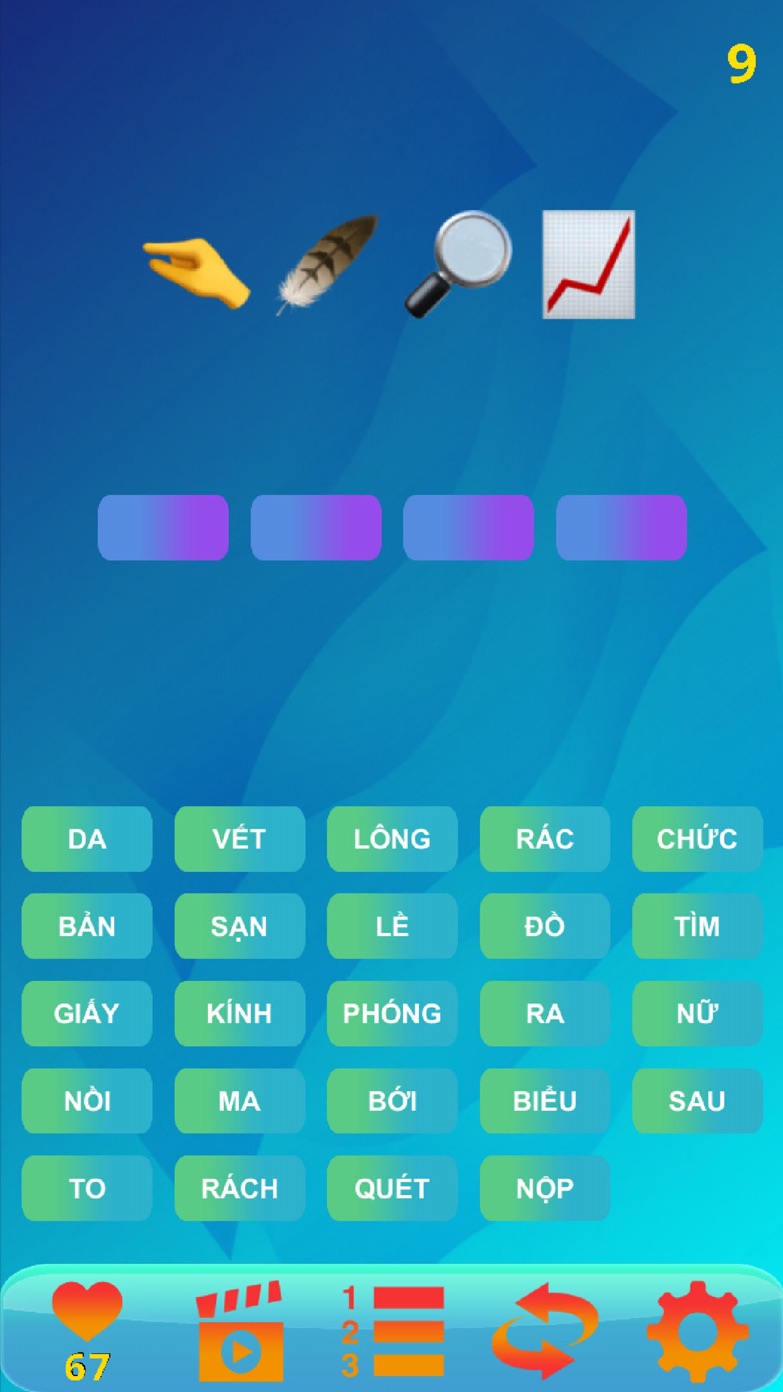 9
DA VẾT LÔNG RÁC CHỨC
BẢN SẠN LỀ ĐỒ TÌM
GIẤY KÍNH PHÓNG RA NỮ
NỒI MA BỚI BIỂU SAU
TO RÁCH QUÉT NỘP
1
2
3
67